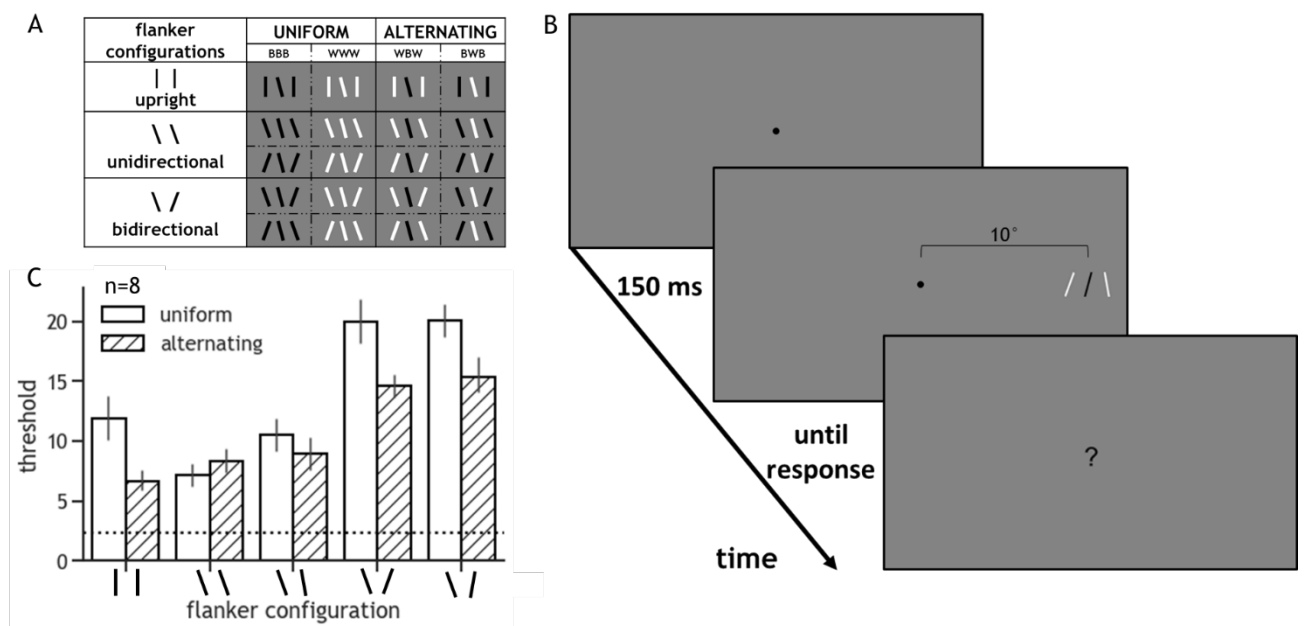 A
flanker configurations
UNIFORM
ALTERNATING
BBB
WWW
WBW
BWB
upright
unidirectional
bidirectional
B
10°
150 ms
until
response
?
time
C
n=8
uniform
alternating
threshold
20
15
10
5
0
flanker configuration